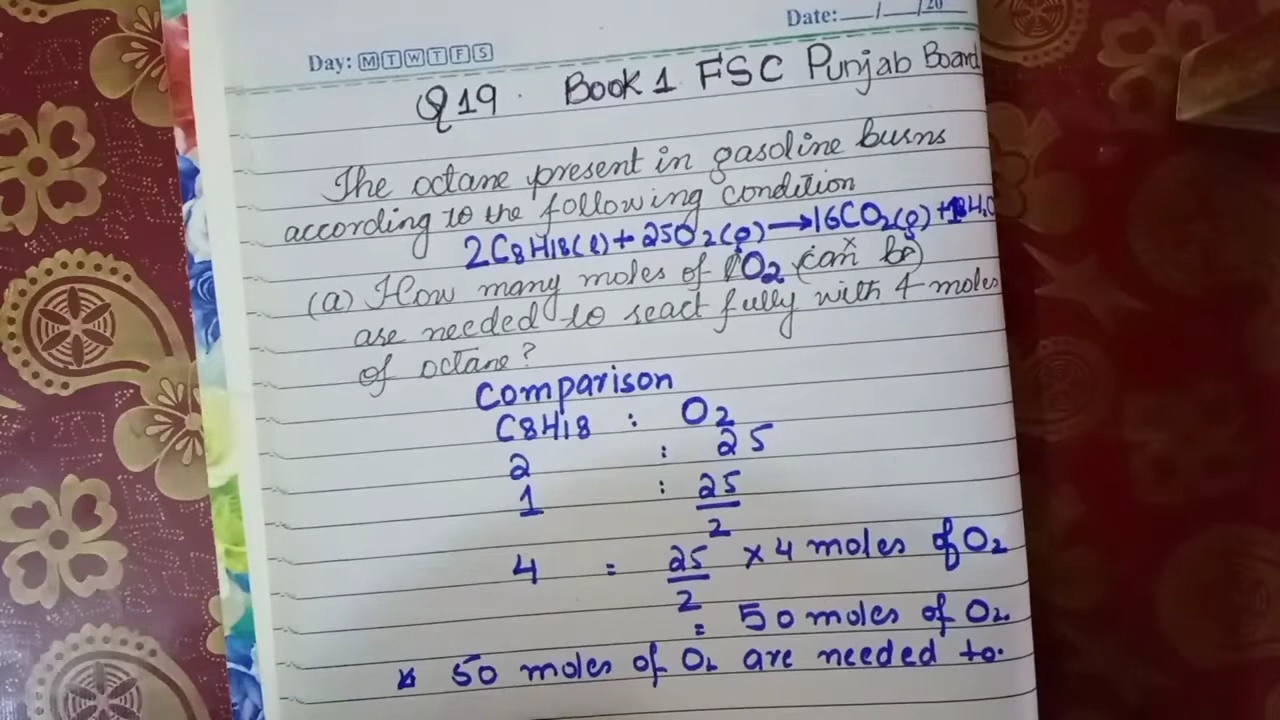 Date:__/__/20
Day: M T W T F S
Q19. Book 1 FSC Punjab Board
The octane present in gasoline burns
according to the following condition
2C8H18(l) + 25O2(g) → 16CO2(g) + 18H2O
(a) How many moles of O2 (can be)
are needed to react fully with 4 moles
of octane?
Comparison
C8H18 : O2
2 : 25
1 : 25/2
4 = 25/2 × 4 moles of O2
= 50 moles of O2
50 moles of O2 are needed to